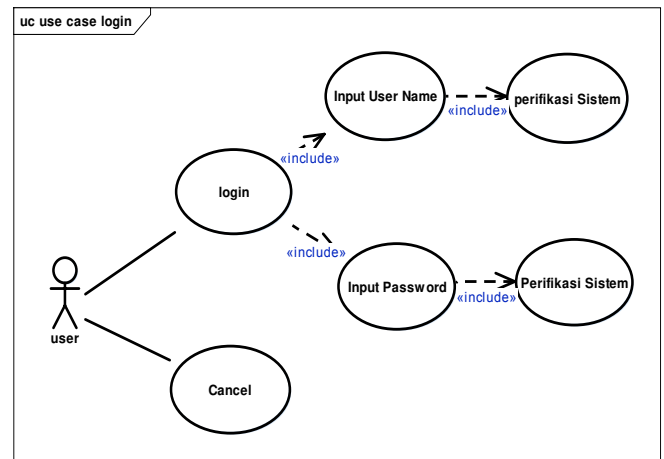 uc use case login
Input User Name
«include»
perifikasi Sistem
«include»
login
«include»
Input Password
«include»
Perifikasi Sistem
user
Cancel